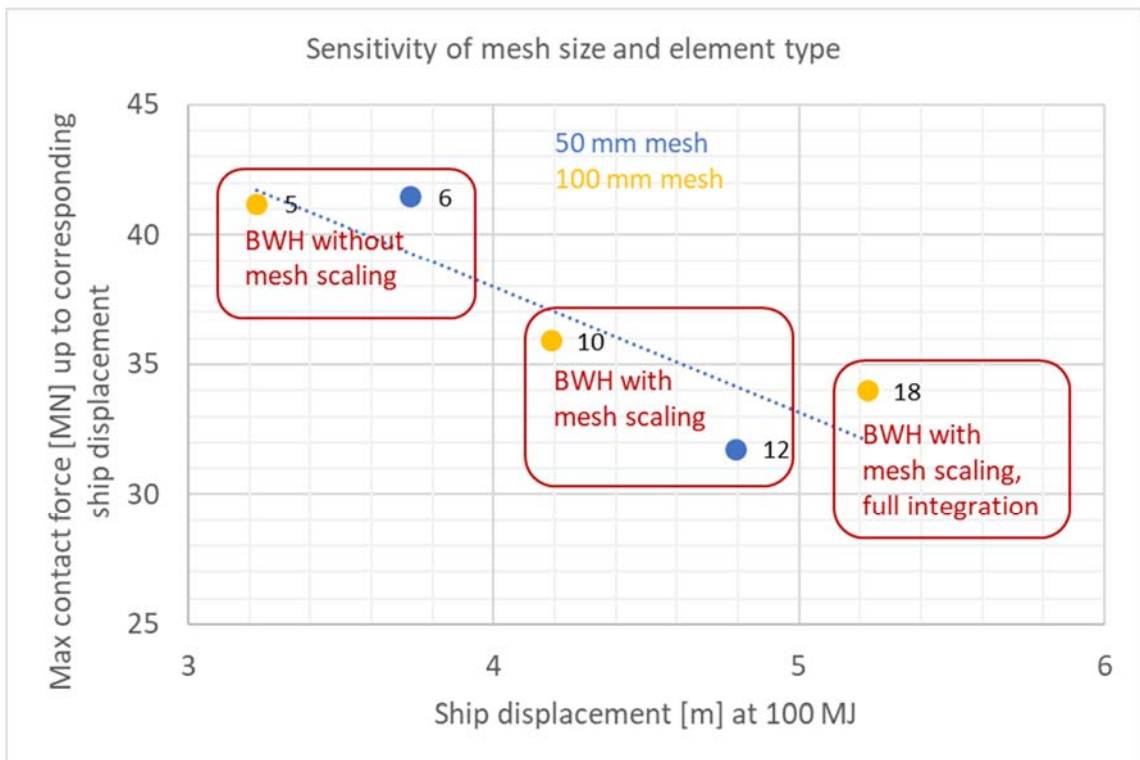 Sensitivity of mesh size and element type
Max contact force [MN] up to corresponding
ship displacement
45
40
35
30
25
50 mm mesh
100 mm mesh
5
6
BWH without
mesh scaling
10
BWH with
mesh scaling
12
18
BWH with
mesh scaling,
full integration
3
4
5
6
Ship displacement [m] at 100 MJ